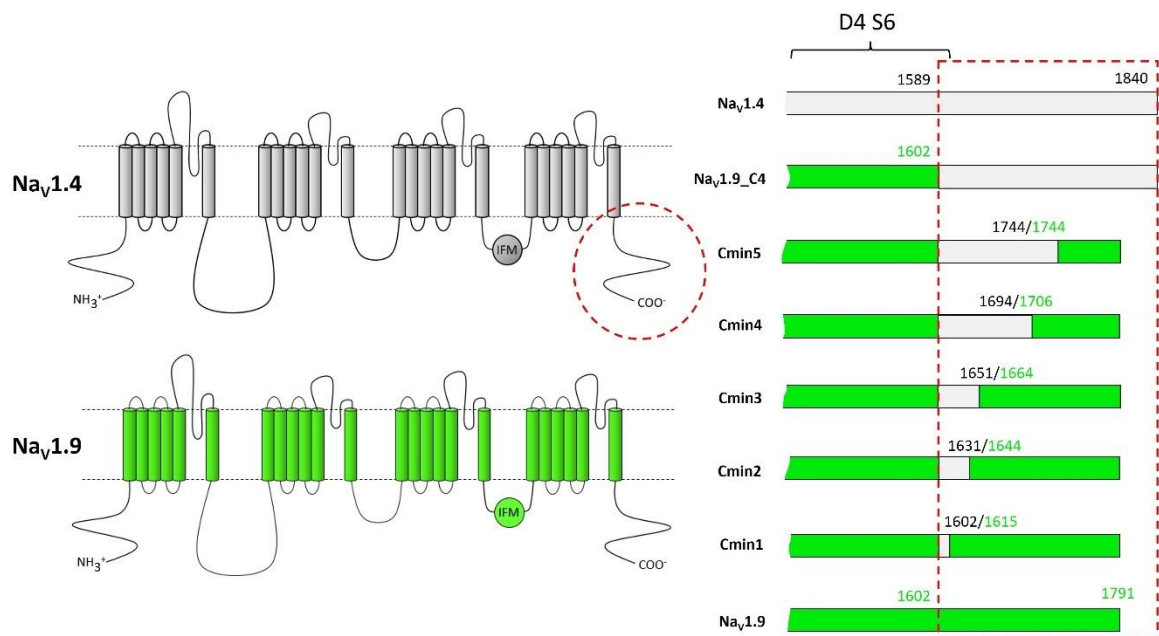 D4 S6
1589 1840
Nav1.4
1602
Nav1.9_C4
1744/1744
Cmin5
1694/1706
Cmin4
1651/1664
Cmin3
1631/1644
Cmin2
1602/1615
Cmin1
1602 1791
Nav1.9
Nav1.4
IFM
NH3+
COO-
Nav1.9
IFM
NH3+
COO-